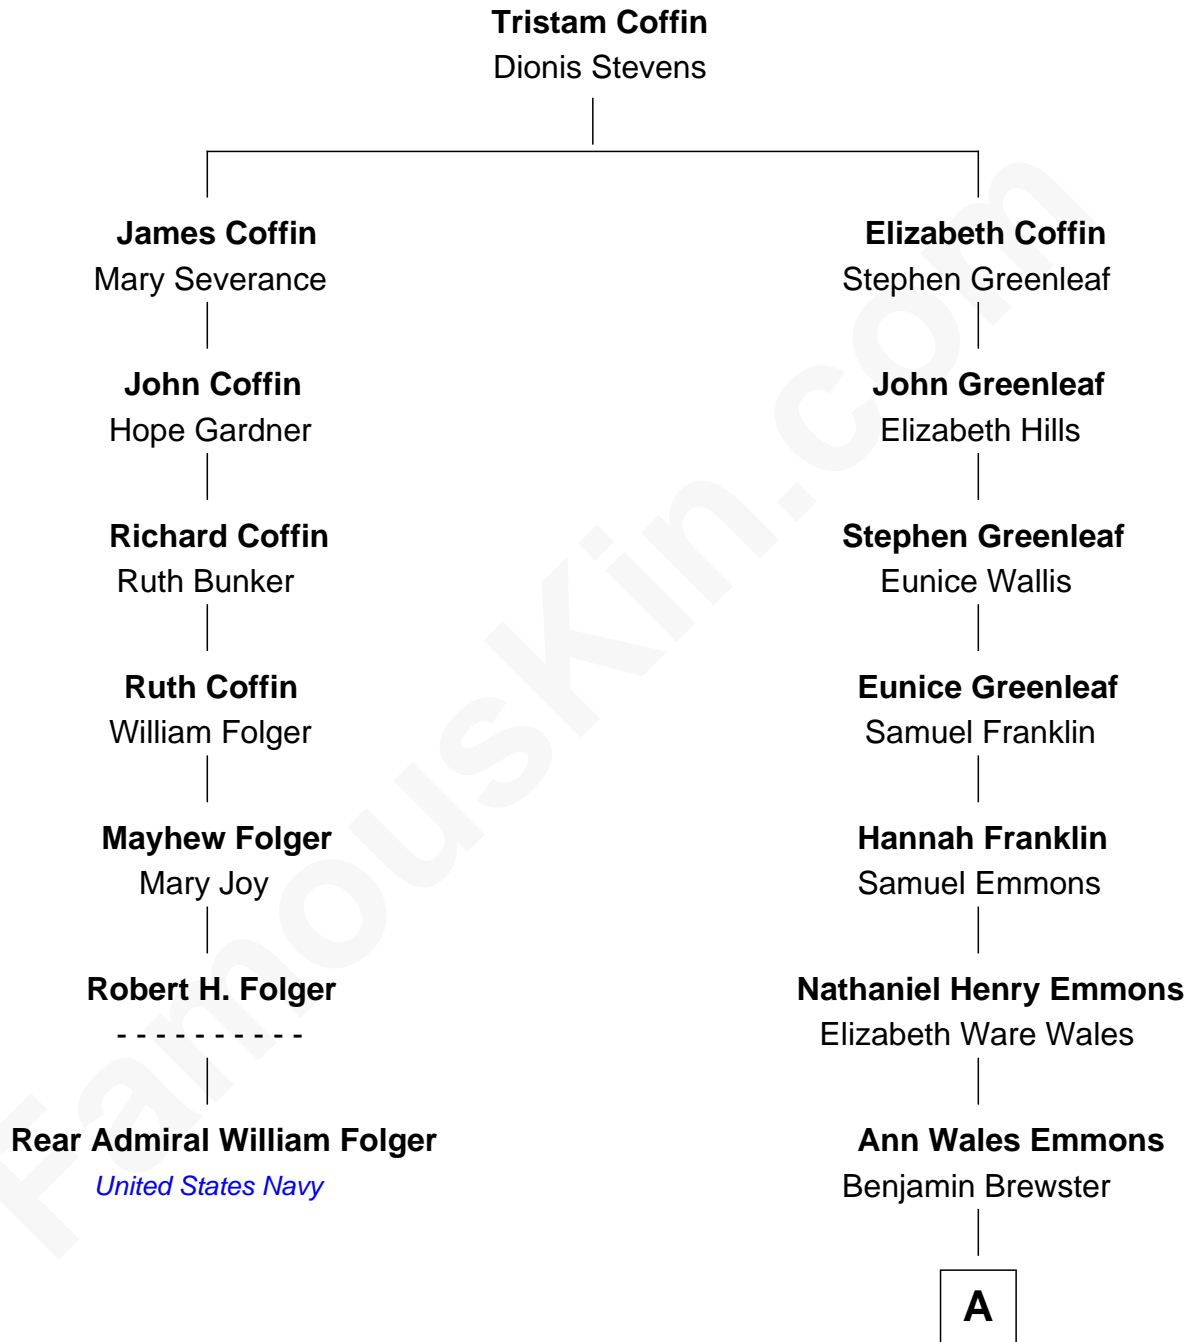 Tristam Coffin
Dionis Stevens
James Coffin
Mary Severance
Elizabeth Coffin
Stephen Greenleaf
John Coffin
Hope Gardner
John Greenleaf
Elizabeth Hills
Richard Coffin
Ruth Bunker
Stephen Greenleaf
Eunice Wallis
Ruth Coffin
William Folger
Eunice Greenleaf
Samuel Franklin
Mayhew Folger
Mary Joy
Hannah Franklin
Samuel Emmons
Robert H. Folger
- - - - - - - - - -
Nathaniel Henry Emmons
Elizabeth Ware Wales
Rear Admiral William Folger
United States Navy
Ann Wales Emmons
Benjamin Brewster
A
FamousKin.com